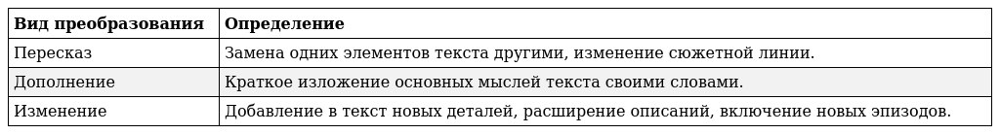 Вид преобразования Определение
Пересказ Замена одних элементов текста другими, изменение сюжетной линии.
Дополнение Краткое изложение основных мыслей текста своими словами.
Изменение Добавление в текст новых деталей, расширение описаний, включение новых эпизодов.